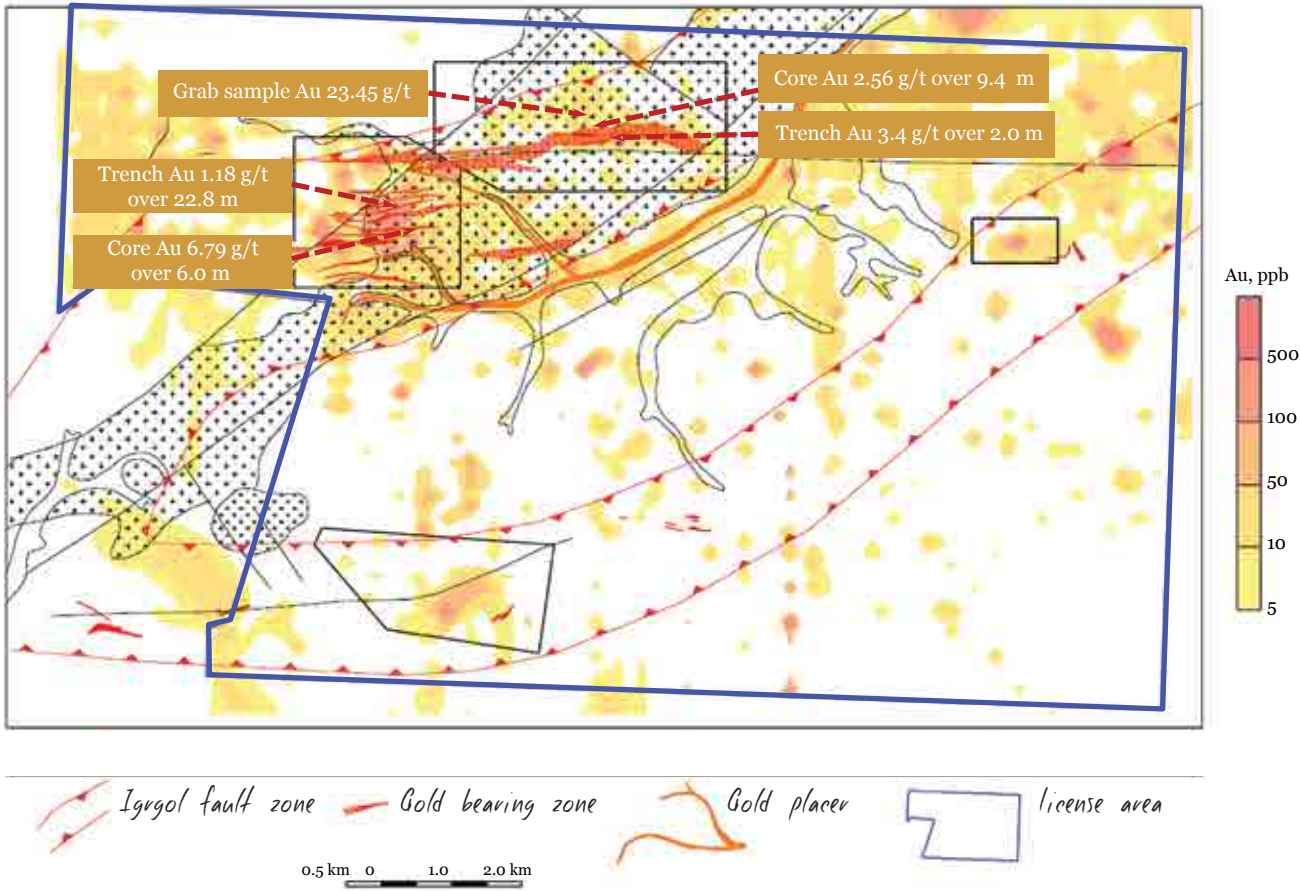 Grab sample Au 23.45 g/t
Core Au 2.56 g/t over 9.4 m
Trench Au 3.4 g/t over 2.0 m
Trench Au 1.18 g/t
over 22.8 m
Core Au 6.79 g/t
over 6.0 m
Au, ppb
500
100
50
10
5
Igrgol fault zone
Gold bearing zone
Gold placer
license area
0.5 km 0 1.0 2.0 km